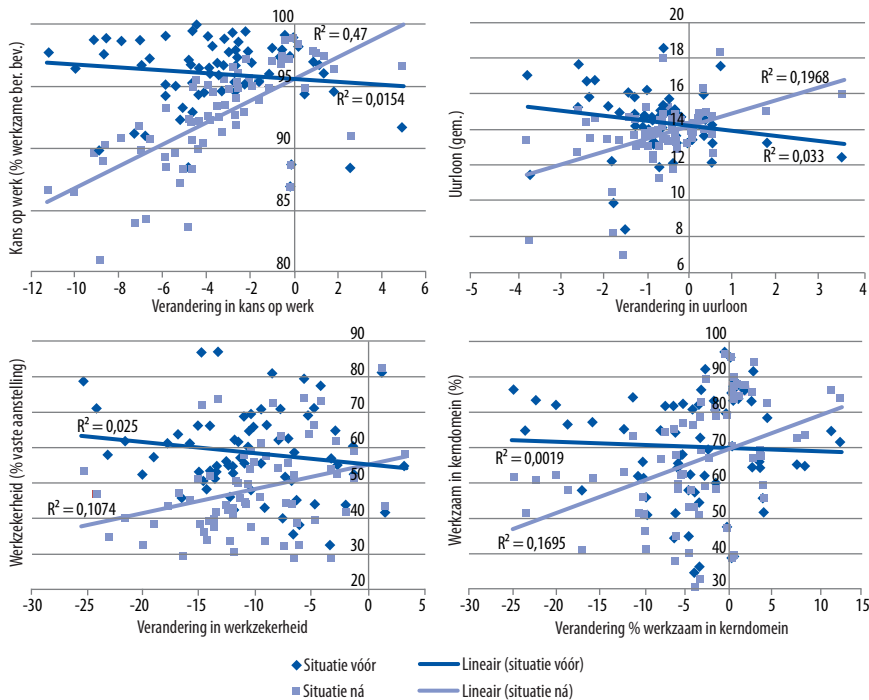 Kans op werk (% werkzame ber. bev.)
100
95
90
85
80
R² = 0,47
R² = 0,0154
-12 -10 -8 -6 -4 -2 0 2 4 6
Verandering in kans op werk
Uurloon (gem.)
20
18
16
14
12
10
8
6
R² = 0,1968
R² = 0,033
-5 -4 -3 -2 -1 0 1 2 3 4
Verandering in uurloon
Werkzekerheid (% vaste aanstelling)
90
80
70
60
50
40
30
20
R² = 0,025
R² = 0,1074
-30 -25 -20 -15 -10 -5 0 5
Verandering in werkzekerheid
Werkzaam in kerndomein (%)
100
90
80
70
60
50
40
30
R² = 0,0019
R² = 0,1695
-30 -25 -20 -15 -10 -5 0 5 10 15
Verandering % werkzaam in kerndomein
Situatie vóór
Lineair (situatie vóór)
Situatie ná
Lineair (situatie ná)